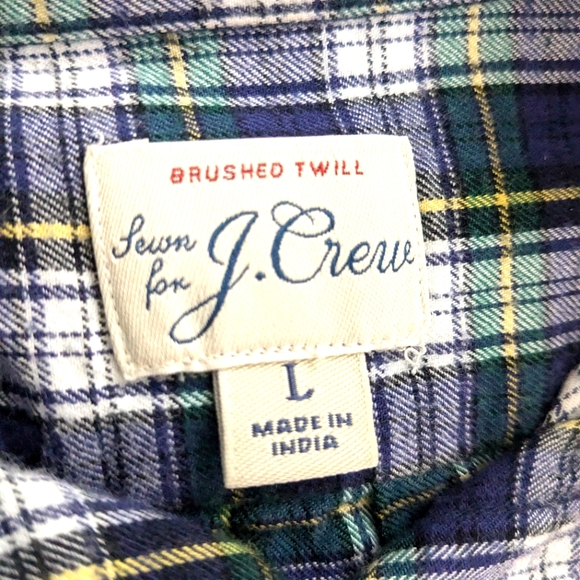 BRUSHED TWILL
Sewn for J.Crew
L
MADE IN
INDIA